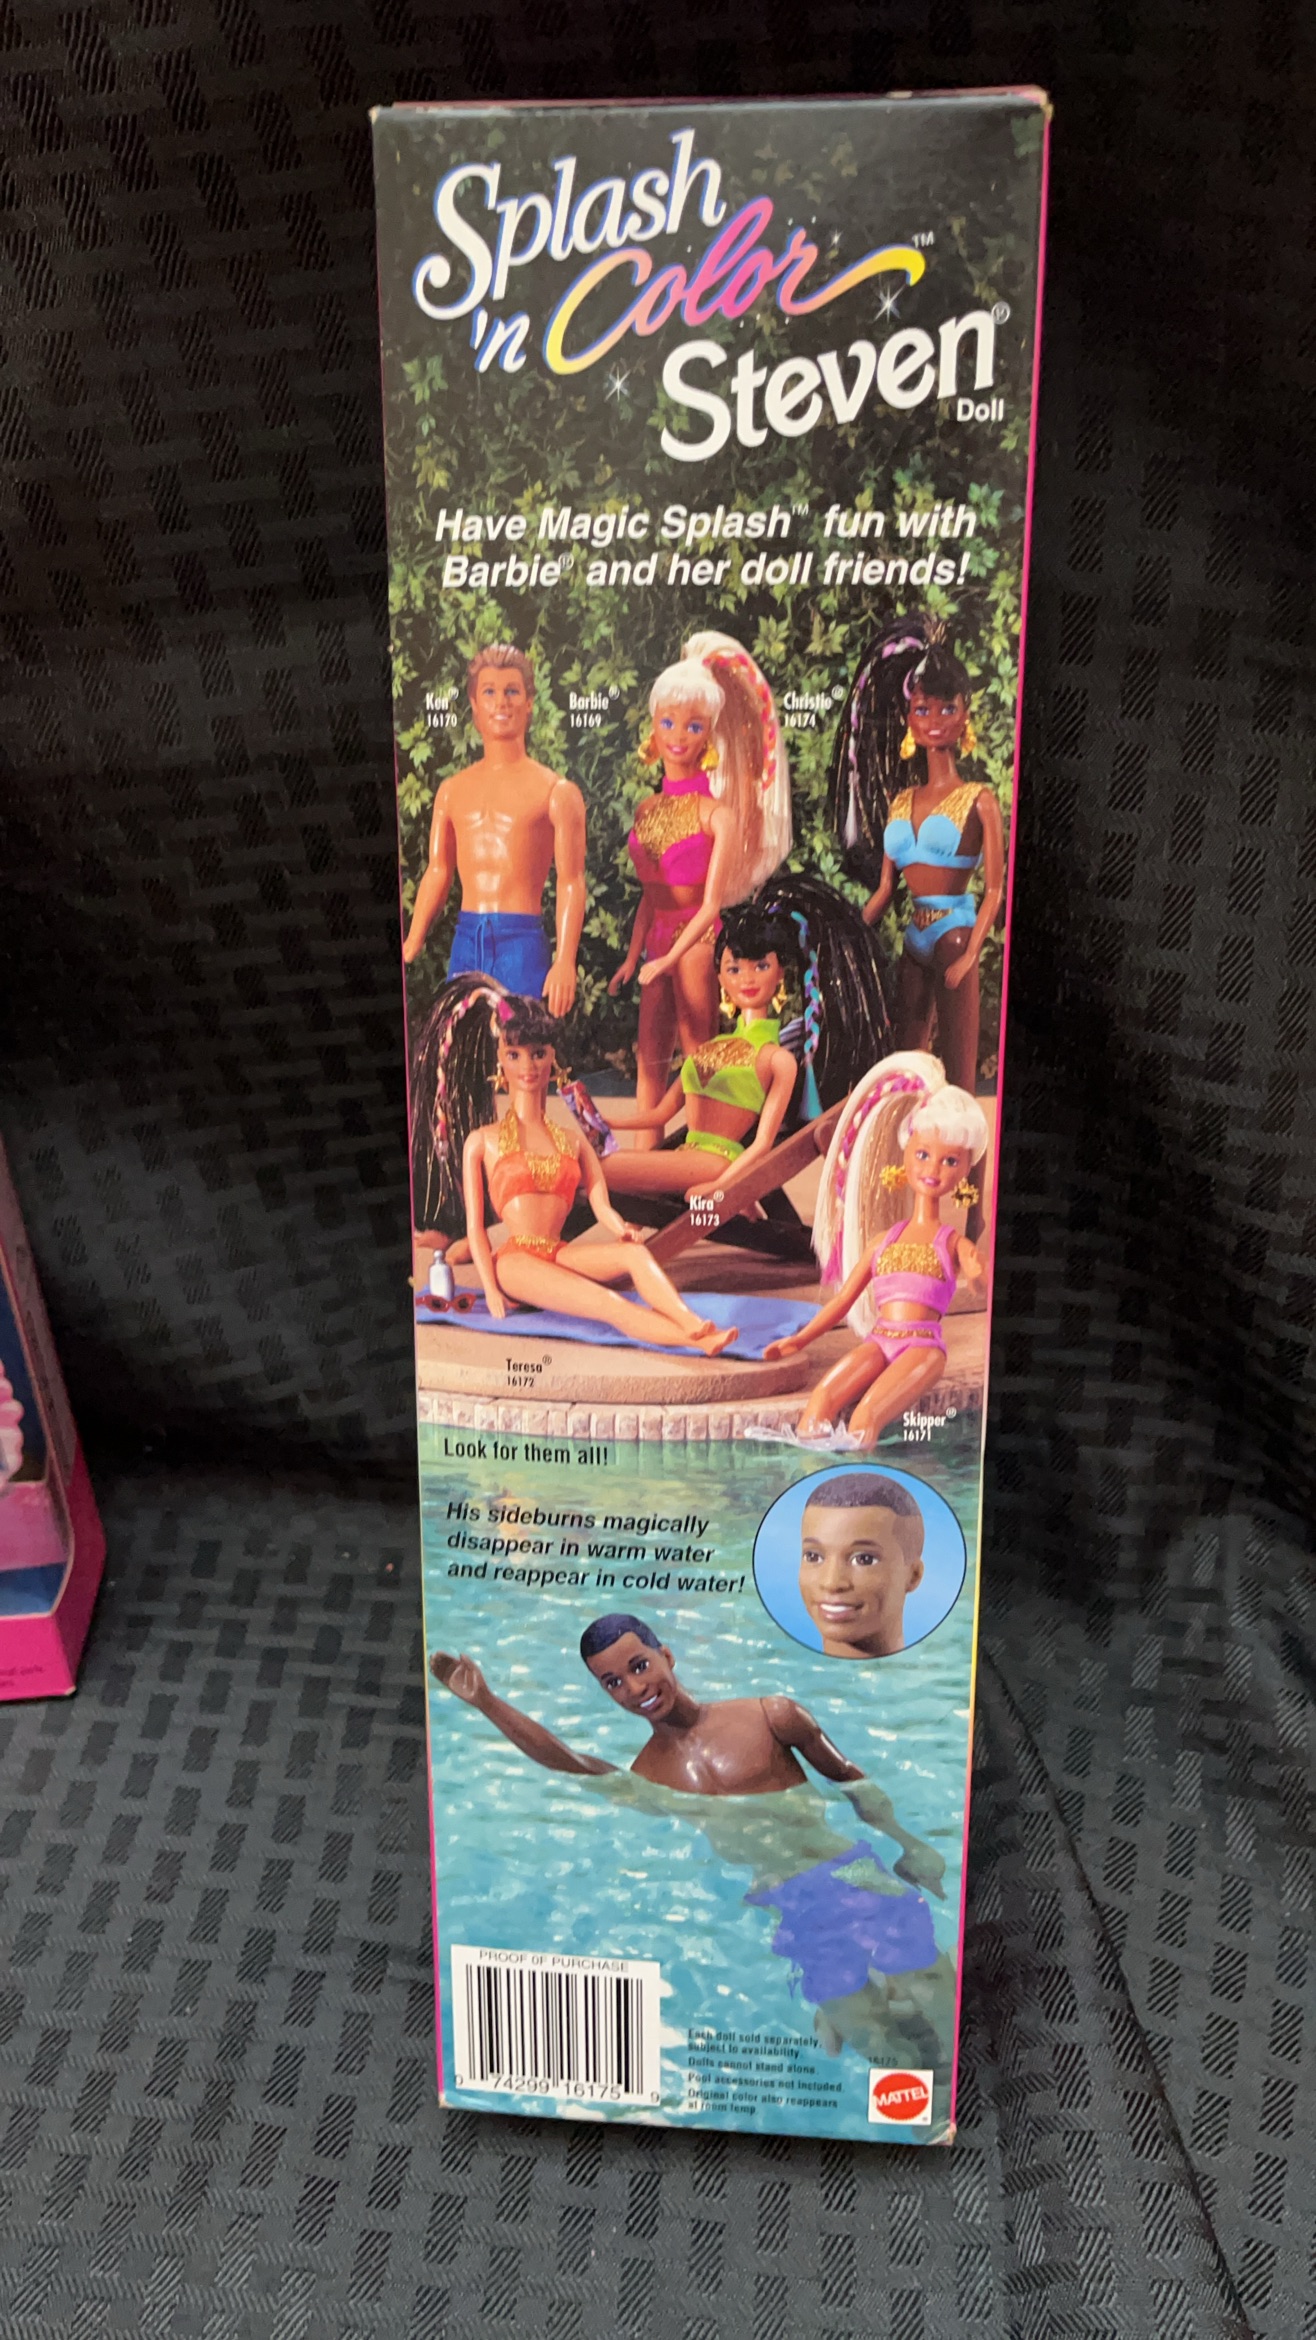 Splash
'n Color™
Steven®
Doll
Have Magic Splash™ fun with
Barbie® and her doll friends!
Ken®
16170
Barbie®
16169
Christie®
16174
Kira®
16173
Teresa®
16172
Skipper®
16171
Look for them all!
His sideburns magically
disappear in warm water
and reappear in cold water!
PROOF OF PURCHASE
0 74299 16175 9
Each doll sold separately,
subject to availability.
Dolls cannot stand alone.
Pool accessories not included.
Original color also reappears
at room temp.
16175
MATTEL